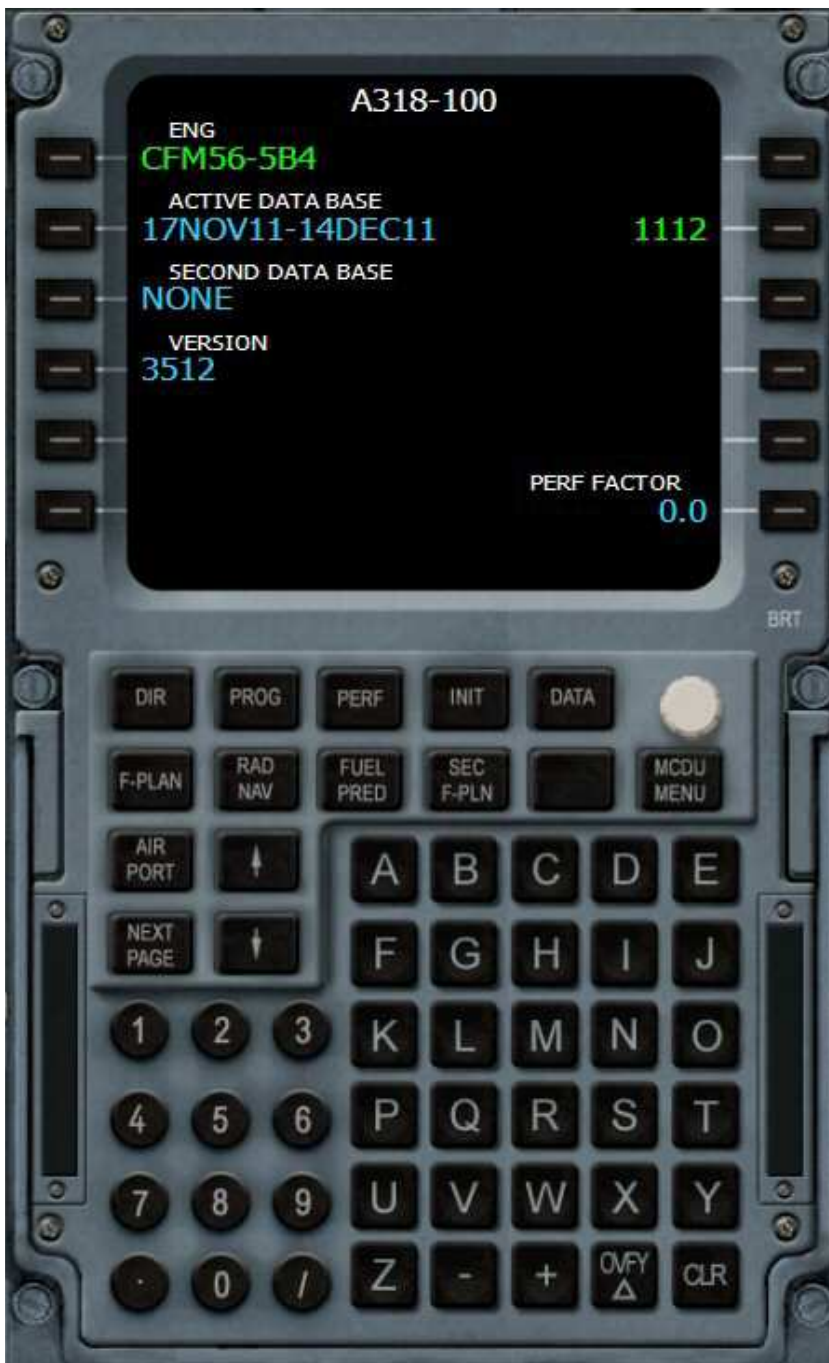 A318-100
ENG
CFM56-5B4
ACTIVE DATA BASE
17NOV11-14DEC11 1112
SECOND DATA BASE
NONE
VERSION
3512
PERF FACTOR
0.0
BRT
DIR PROG PERF INIT DATA
F-PLAN RAD NAV FUEL PRED SEC F-PLN MCDU MENU
AIR PORT
A B C D E
NEXT PAGE
F G H I J
1 2 3 K L M N O
4 5 6 P Q R S T
7 8 9 U V W X Y
. 0 / Z - + OVFY Δ CLR